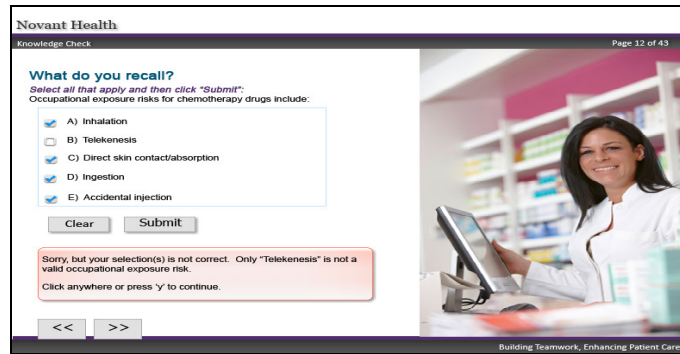 Novant Health
Knowledge Check
Page 12 of 43
What do you recall?
Select all that apply and then click "Submit":
Occupational exposure risks for chemotherapy drugs include:
A) Inhalation
B) Telekenesis
C) Direct skin contact/absorption
D) Ingestion
E) Accidental injection
Clear
Submit
Sorry, but your selection(s) is not correct. Only "Telekenesis" is not a
valid occupational exposure risk.
Click anywhere or press 'y' to continue.
<< >>
Building Teamwork, Enhancing Patient Care